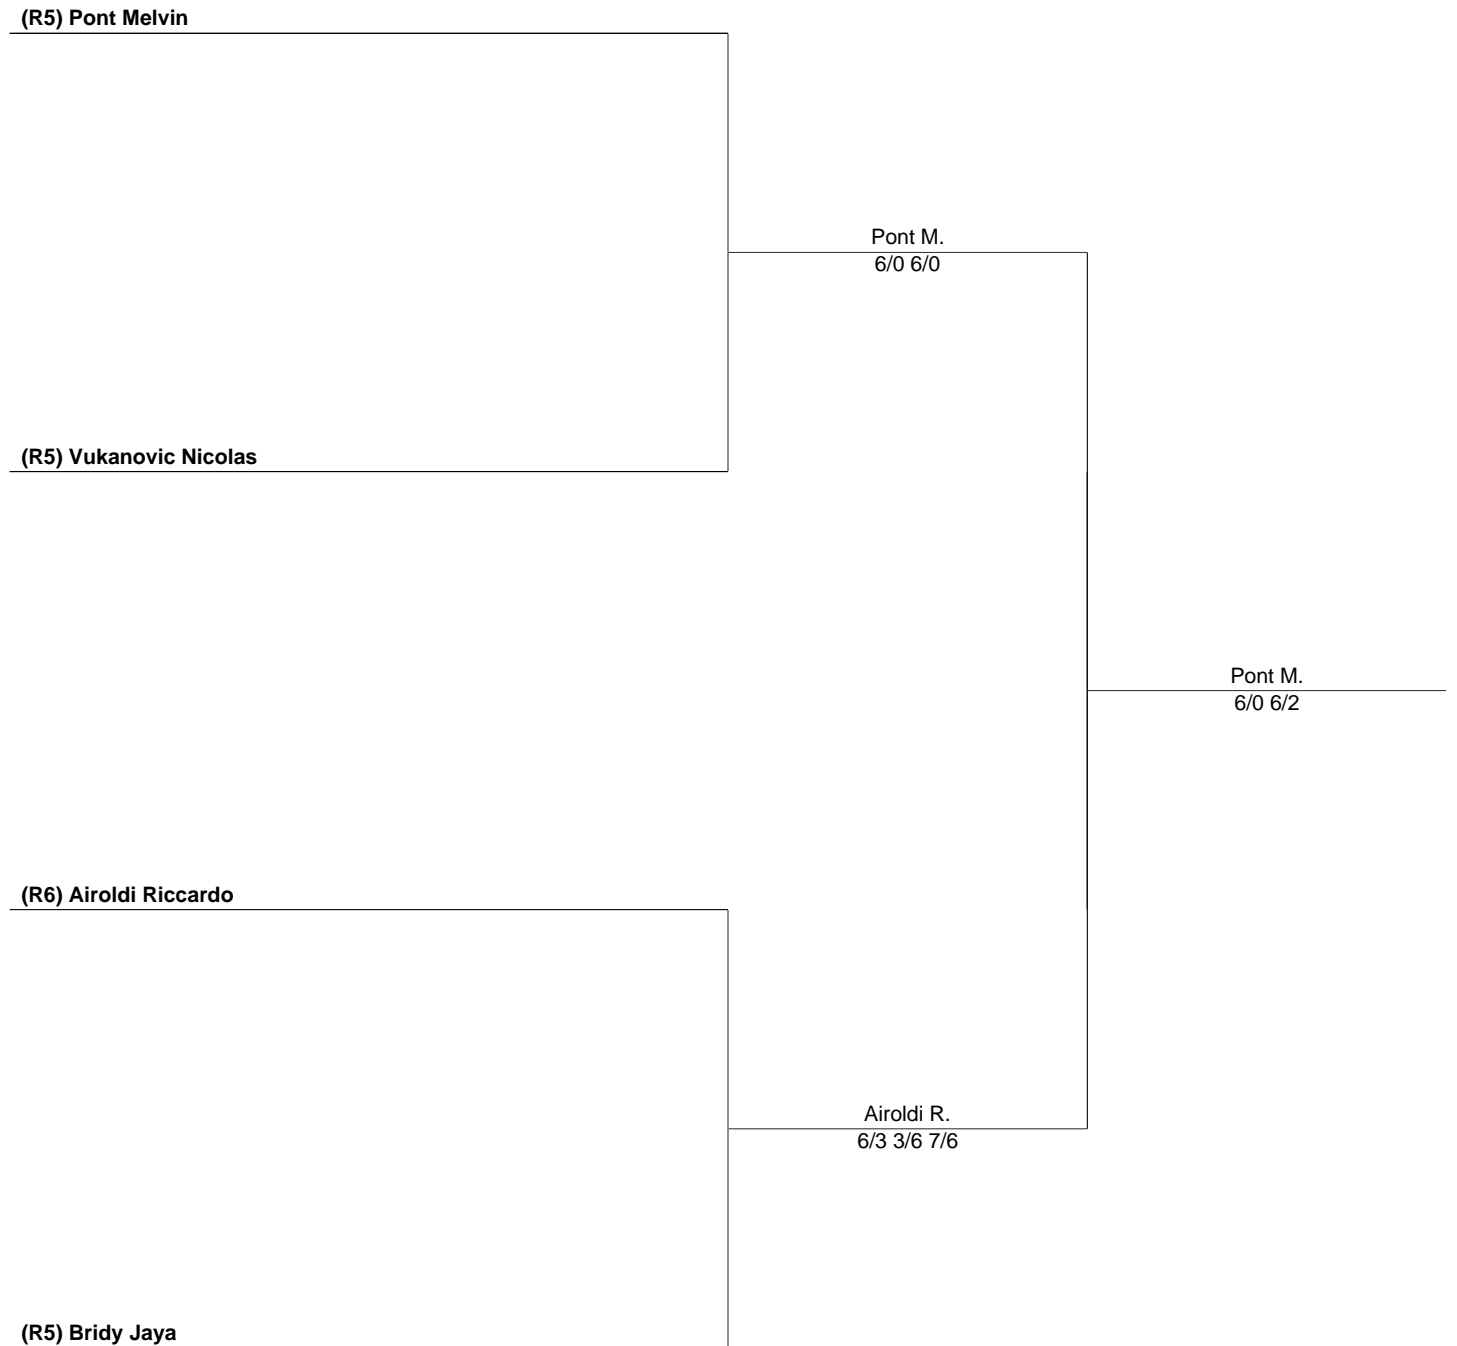 (R5) Pont Melvin
Pont M.
6/0 6/0
(R5) Vukanovic Nicolas
Pont M.
6/0 6/2
(R6) Airoldi Riccardo
Airoldi R.
6/3 3/6 7/6
(R5) Bridy Jaya